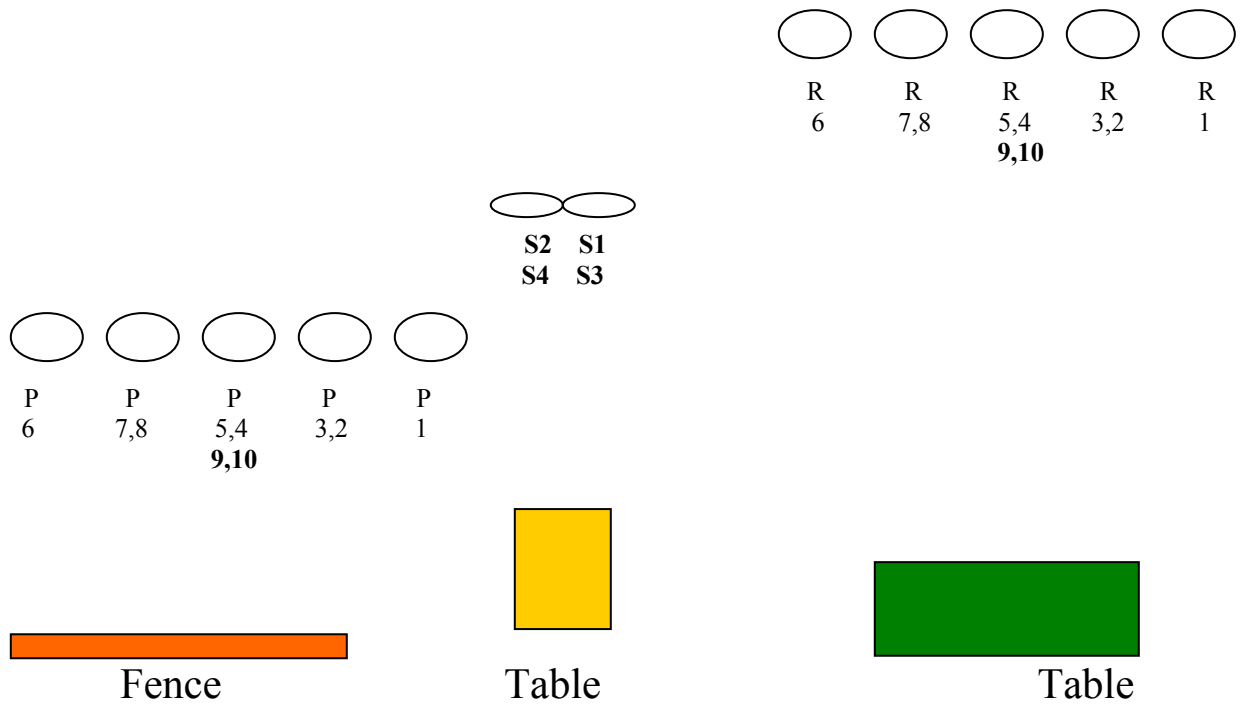 R R R R R
6 7,8 5,4 3,2 1
9,10
S2 S1
S4 S3
P P P P P
6 7,8 5,4 3,2 1
9,10
Fence Table Table